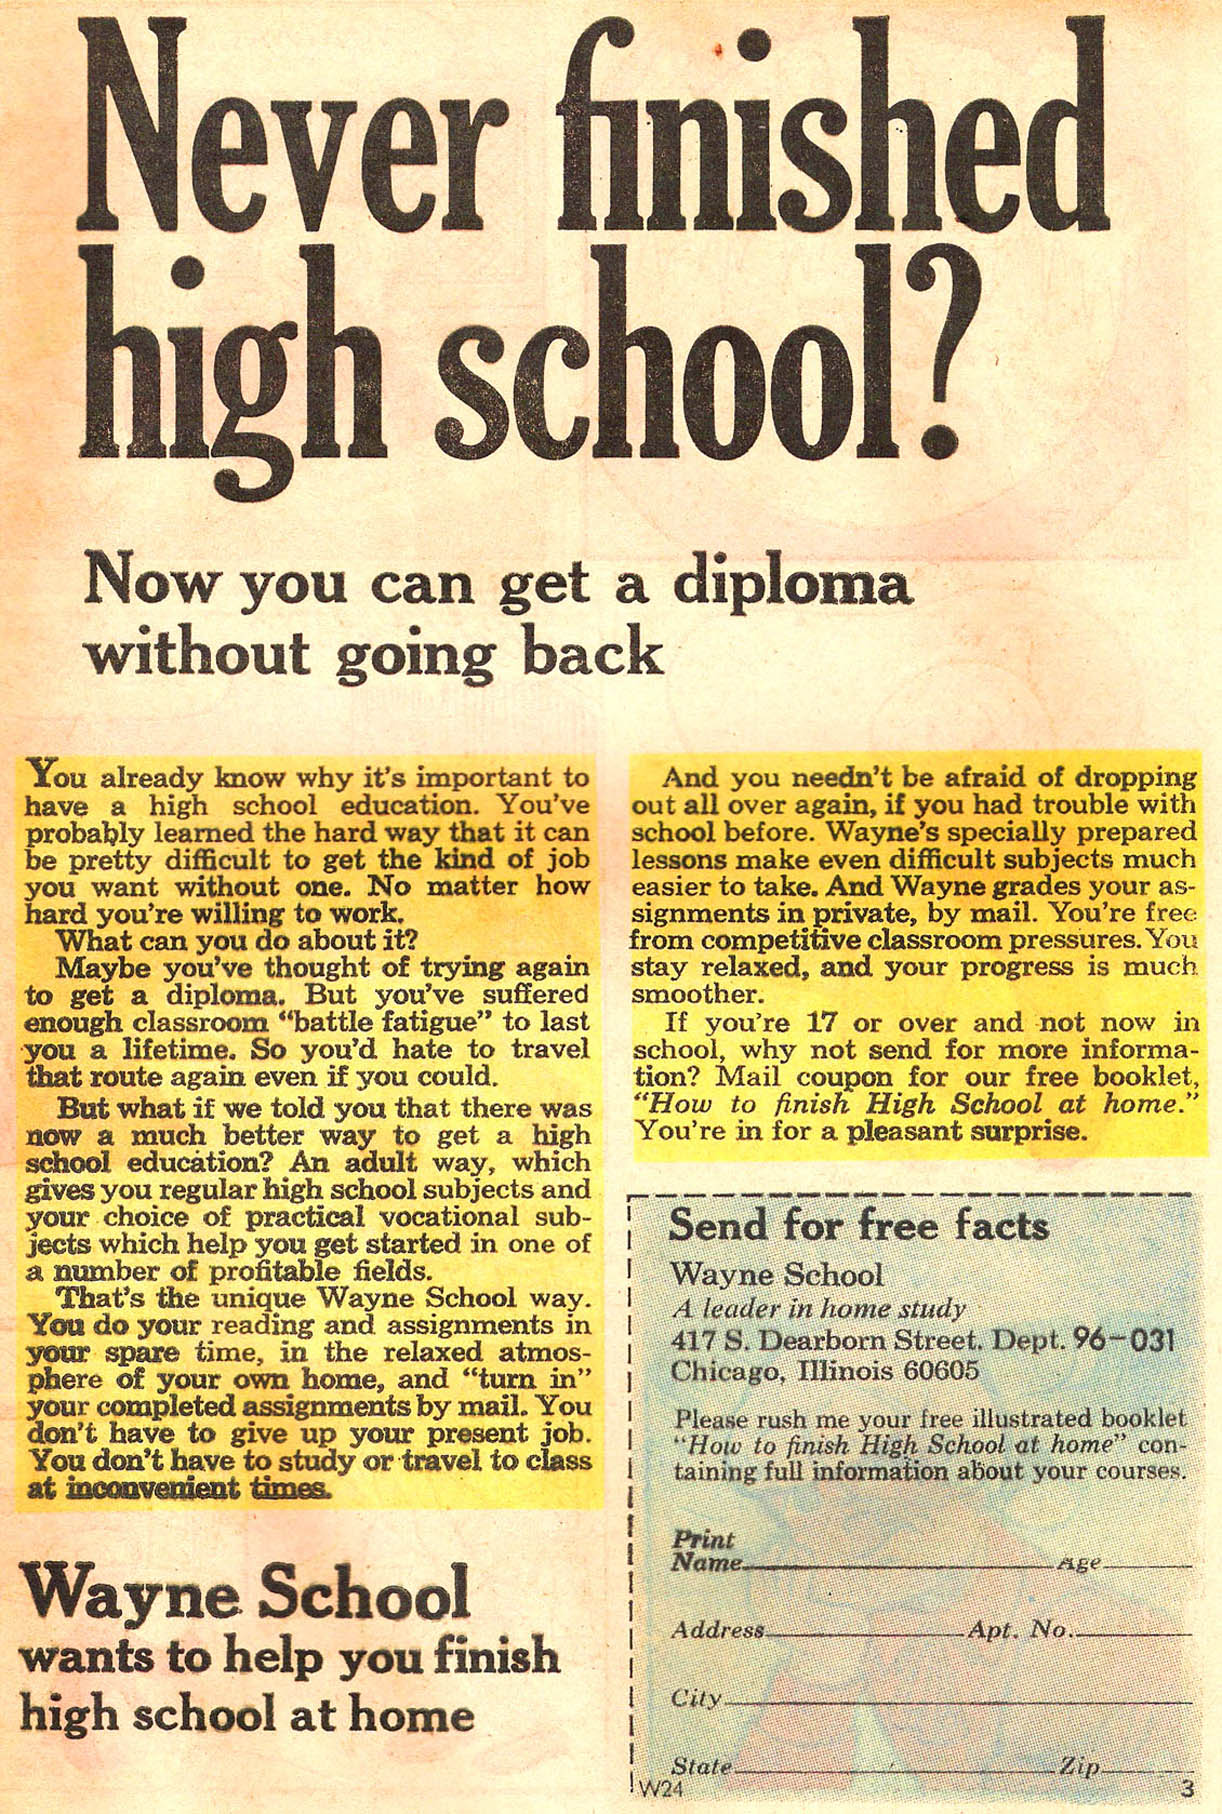 Never finished
high school?
Now you can get a diploma
without going back
You already know why it's important to
have a high school education. You've
probably learned the hard way that it can
be pretty difficult to get the kind of job
you want without one. No matter how
hard you're willing to work.
What can you do about it?
Maybe you've thought of trying again
to get a diploma. But you've suffered
enough classroom "battle fatigue" to last
you a lifetime. So you'd hate to travel
that route again even if you could.
But what if we told you that there was
now a much better way to get a high
school education? An adult way, which
gives you regular high school subjects and
your choice of practical vocational sub-
jects which help you get started in one of
a number of profitable fields.
That's the unique Wayne School way.
You do your reading and assignments in
your spare time, in the relaxed atmos-
phere of your own home, and "turn in"
your completed assignments by mail. You
don't have to give up your present job.
You don't have to study or travel to class
at inconvenient times.
Wayne School
wants to help you finish
high school at home
And you needn't be afraid of dropping
out all over again, if you had trouble with
school before. Wayne's specially prepared
lessons make even difficult subjects much
easier to take. And Wayne grades your as-
signments in private, by mail. You're free
from competitive classroom pressures. You
stay relaxed, and your progress is much
smoother.
If you're 17 or over and not now in
school, why not send for more informa-
tion? Mail coupon for our free booklet,
"How to finish High School at home."
You're in for a pleasant surprise.
Send for free facts
Wayne School
A leader in home study
417 S. Dearborn Street. Dept. 96-031
Chicago, Illinois 60605
Please rush me your free illustrated booklet
"How to finish High School at home" con-
taining full information about your courses.
Print
Name Age
Address Apt. No.
City
State Zip
W24 3